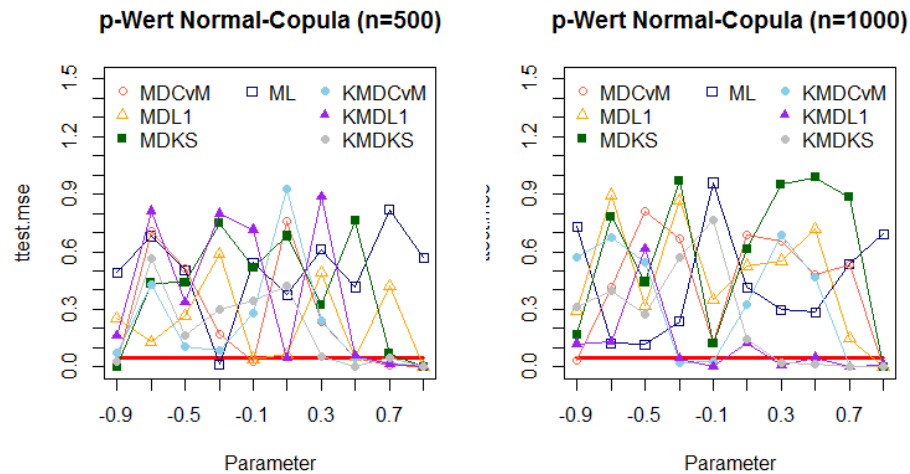 p-Wert Normal-Copula (n=500)
ttest.mse
1.5
1.2
0.9
0.6
0.3
0.0
MDCvM
ML
KMDCvM
MDL1
KMDL1
MDKS
KMDKS
-0.9 -0.5 -0.1 0.3 0.7
Parameter
p-Wert Normal-Copula (n=1000)
ttest.mse
1.5
1.2
0.9
0.6
0.3
0.0
MDCvM
ML
KMDCvM
MDL1
KMDL1
MDKS
KMDKS
-0.9 -0.5 -0.1 0.3 0.7
Parameter